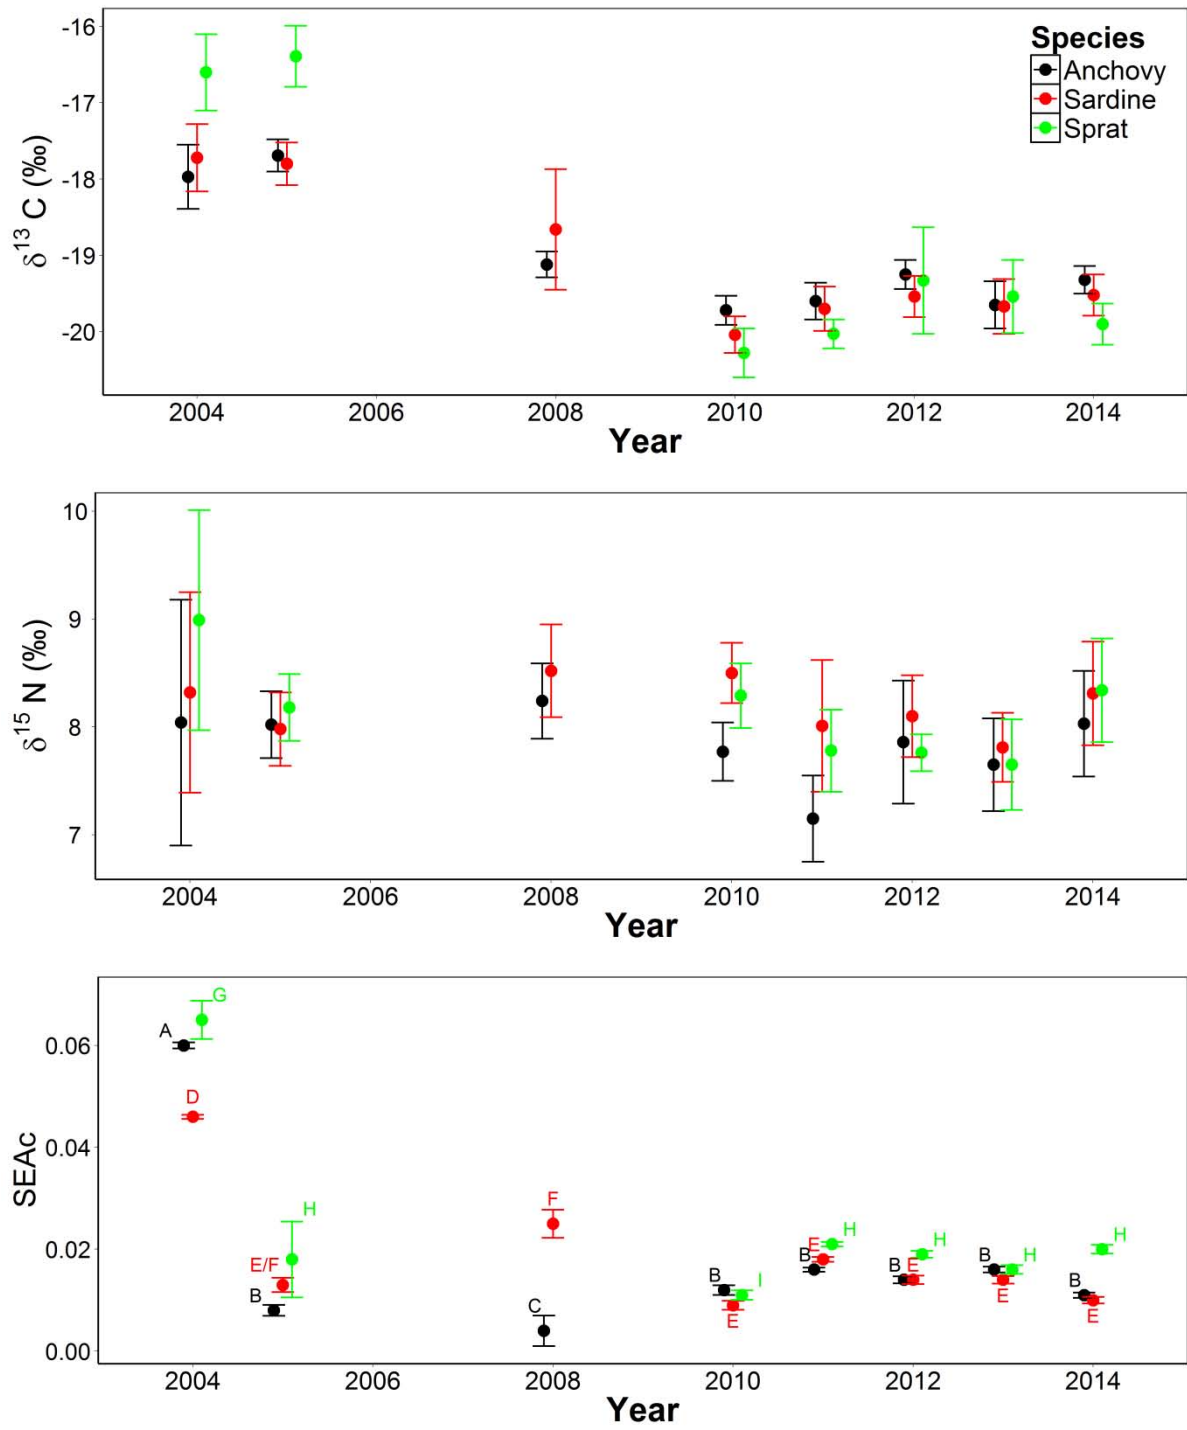 -16
-17
-18
-19
-20
δ¹³ C (‰)
Species
Anchovy
Sardine
Sprat
2004 2006 2008 2010 2012 2014
Year
10
9
8
7
δ¹⁵ N (‰)
2004 2006 2008 2010 2012 2014
Year
0.06
0.04
0.02
0.00
SEAc
A
G
D
E/F
B
H
F
C
B
I
E
B
E
H
B
E
H
B
E
H
B
E
H
2004 2006 2008 2010 2012 2014
Year